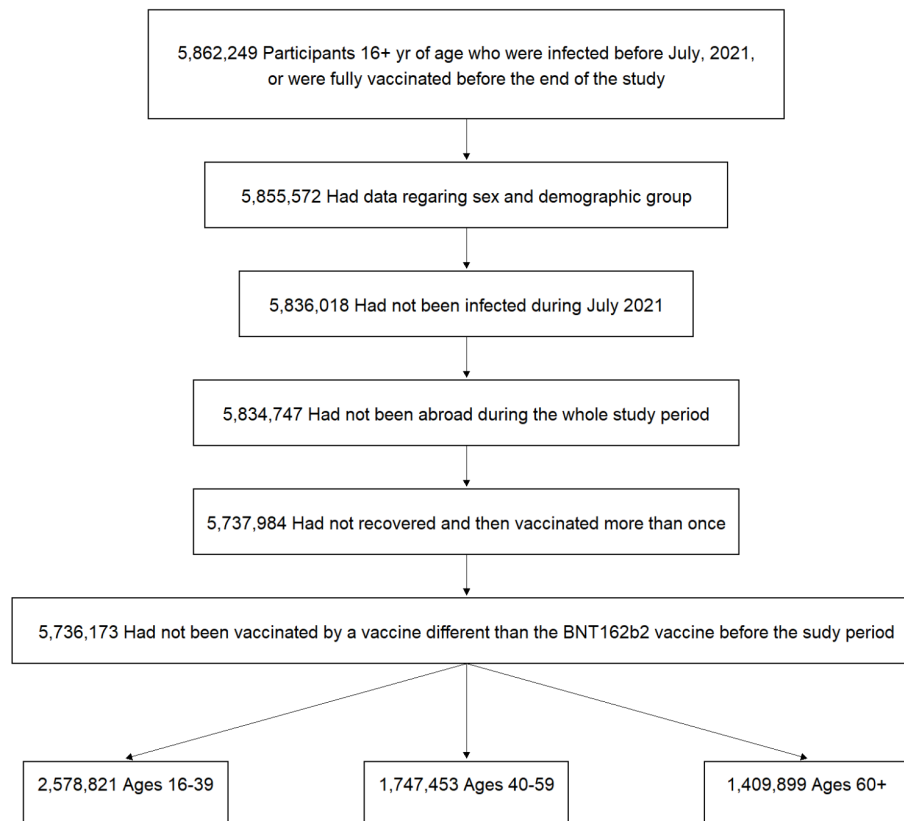 5,862,249 Participants 16+ yr of age who were infected before July, 2021,
or were fully vaccinated before the end of the study
5,855,572 Had data regaring sex and demographic group
5,836,018 Had not been infected during July 2021
5,834,747 Had not been abroad during the whole study period
5,737,984 Had not recovered and then vaccinated more than once
5,736,173 Had not been vaccinated by a vaccine different than the BNT162b2 vaccine before the sudy period
2,578,821 Ages 16-39
1,747,453 Ages 40-59
1,409,899 Ages 60+